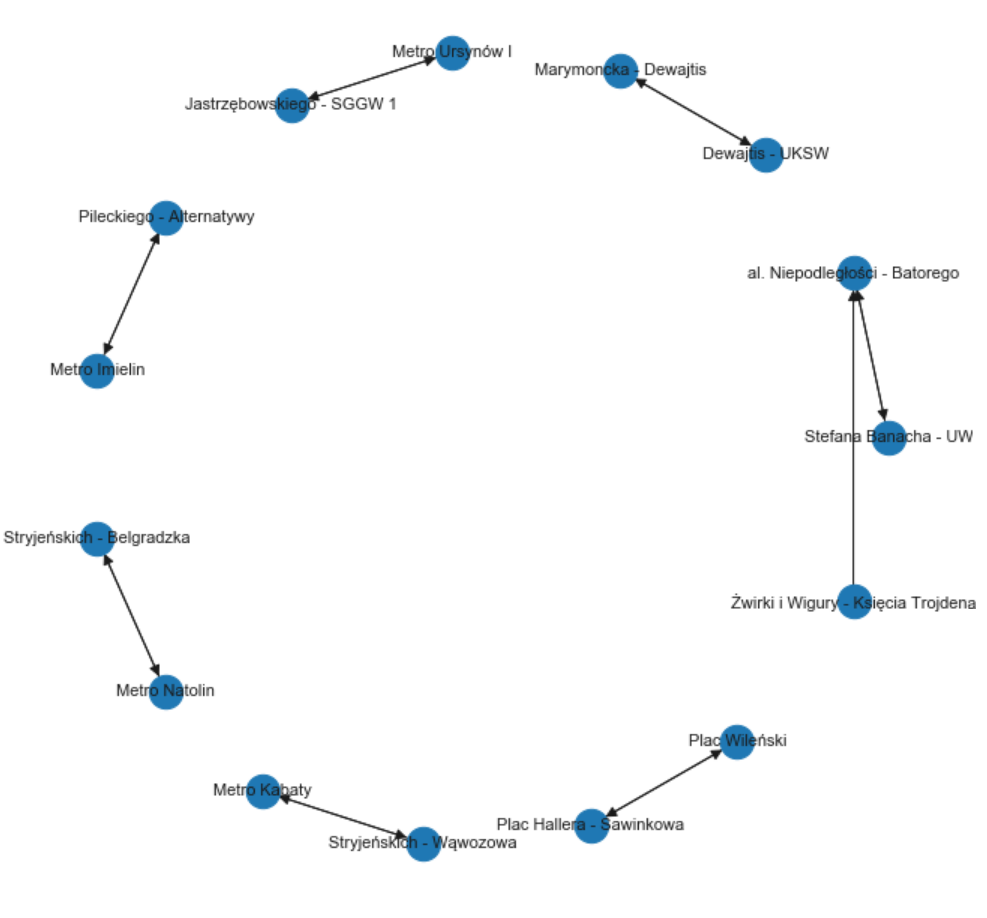 Metro Ursynów I
Marymoncka - Dewajtis
Jastrzębowskiego - SGGW 1
Dewajtis - UKSW
Pileckiego - Alternatywy
al. Niepodległości - Batorego
Metro Imielin
Stefana Banacha - UW
Stryjeńskich - Belgradzka
Żwirki i Wigury - Księcia Trojdena
Metro Natolin
Plac Wileński
Metro Kabaty
Plac Hallera - Sawinkowa
Stryjeńskich - Wąwozowa